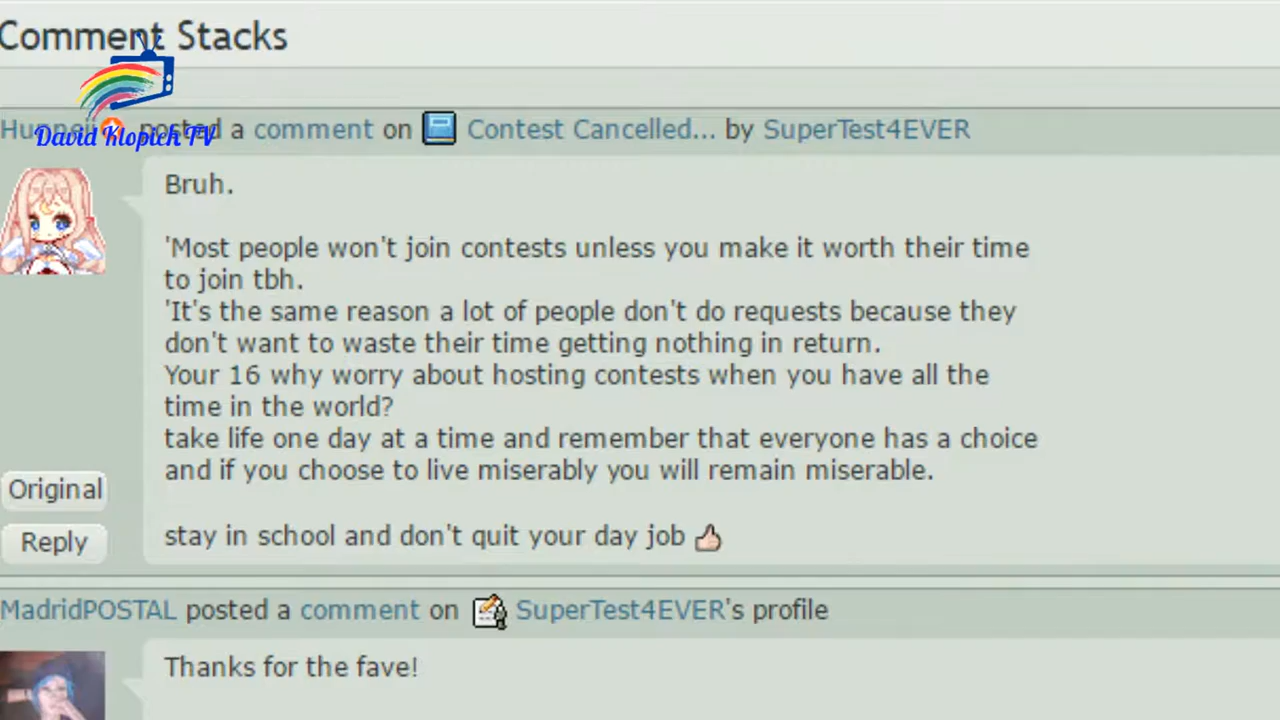 Comment Stacks
David Klopick TV
posted a comment on Contest Cancelled... by SuperTest4EVER
Bruh.
'Most people won't join contests unless you make it worth their time
to join tbh.
'It's the same reason a lot of people don't do requests because they
don't want to waste their time getting nothing in return.
Your 16 why worry about hosting contests when you have all the
time in the world?
take life one day at a time and remember that everyone has a choice
and if you choose to live miserably you will remain miserable.
stay in school and don't quit your day job
Original
Reply
MadridPOSTAL posted a comment on SuperTest4EVER's profile
Thanks for the fave!